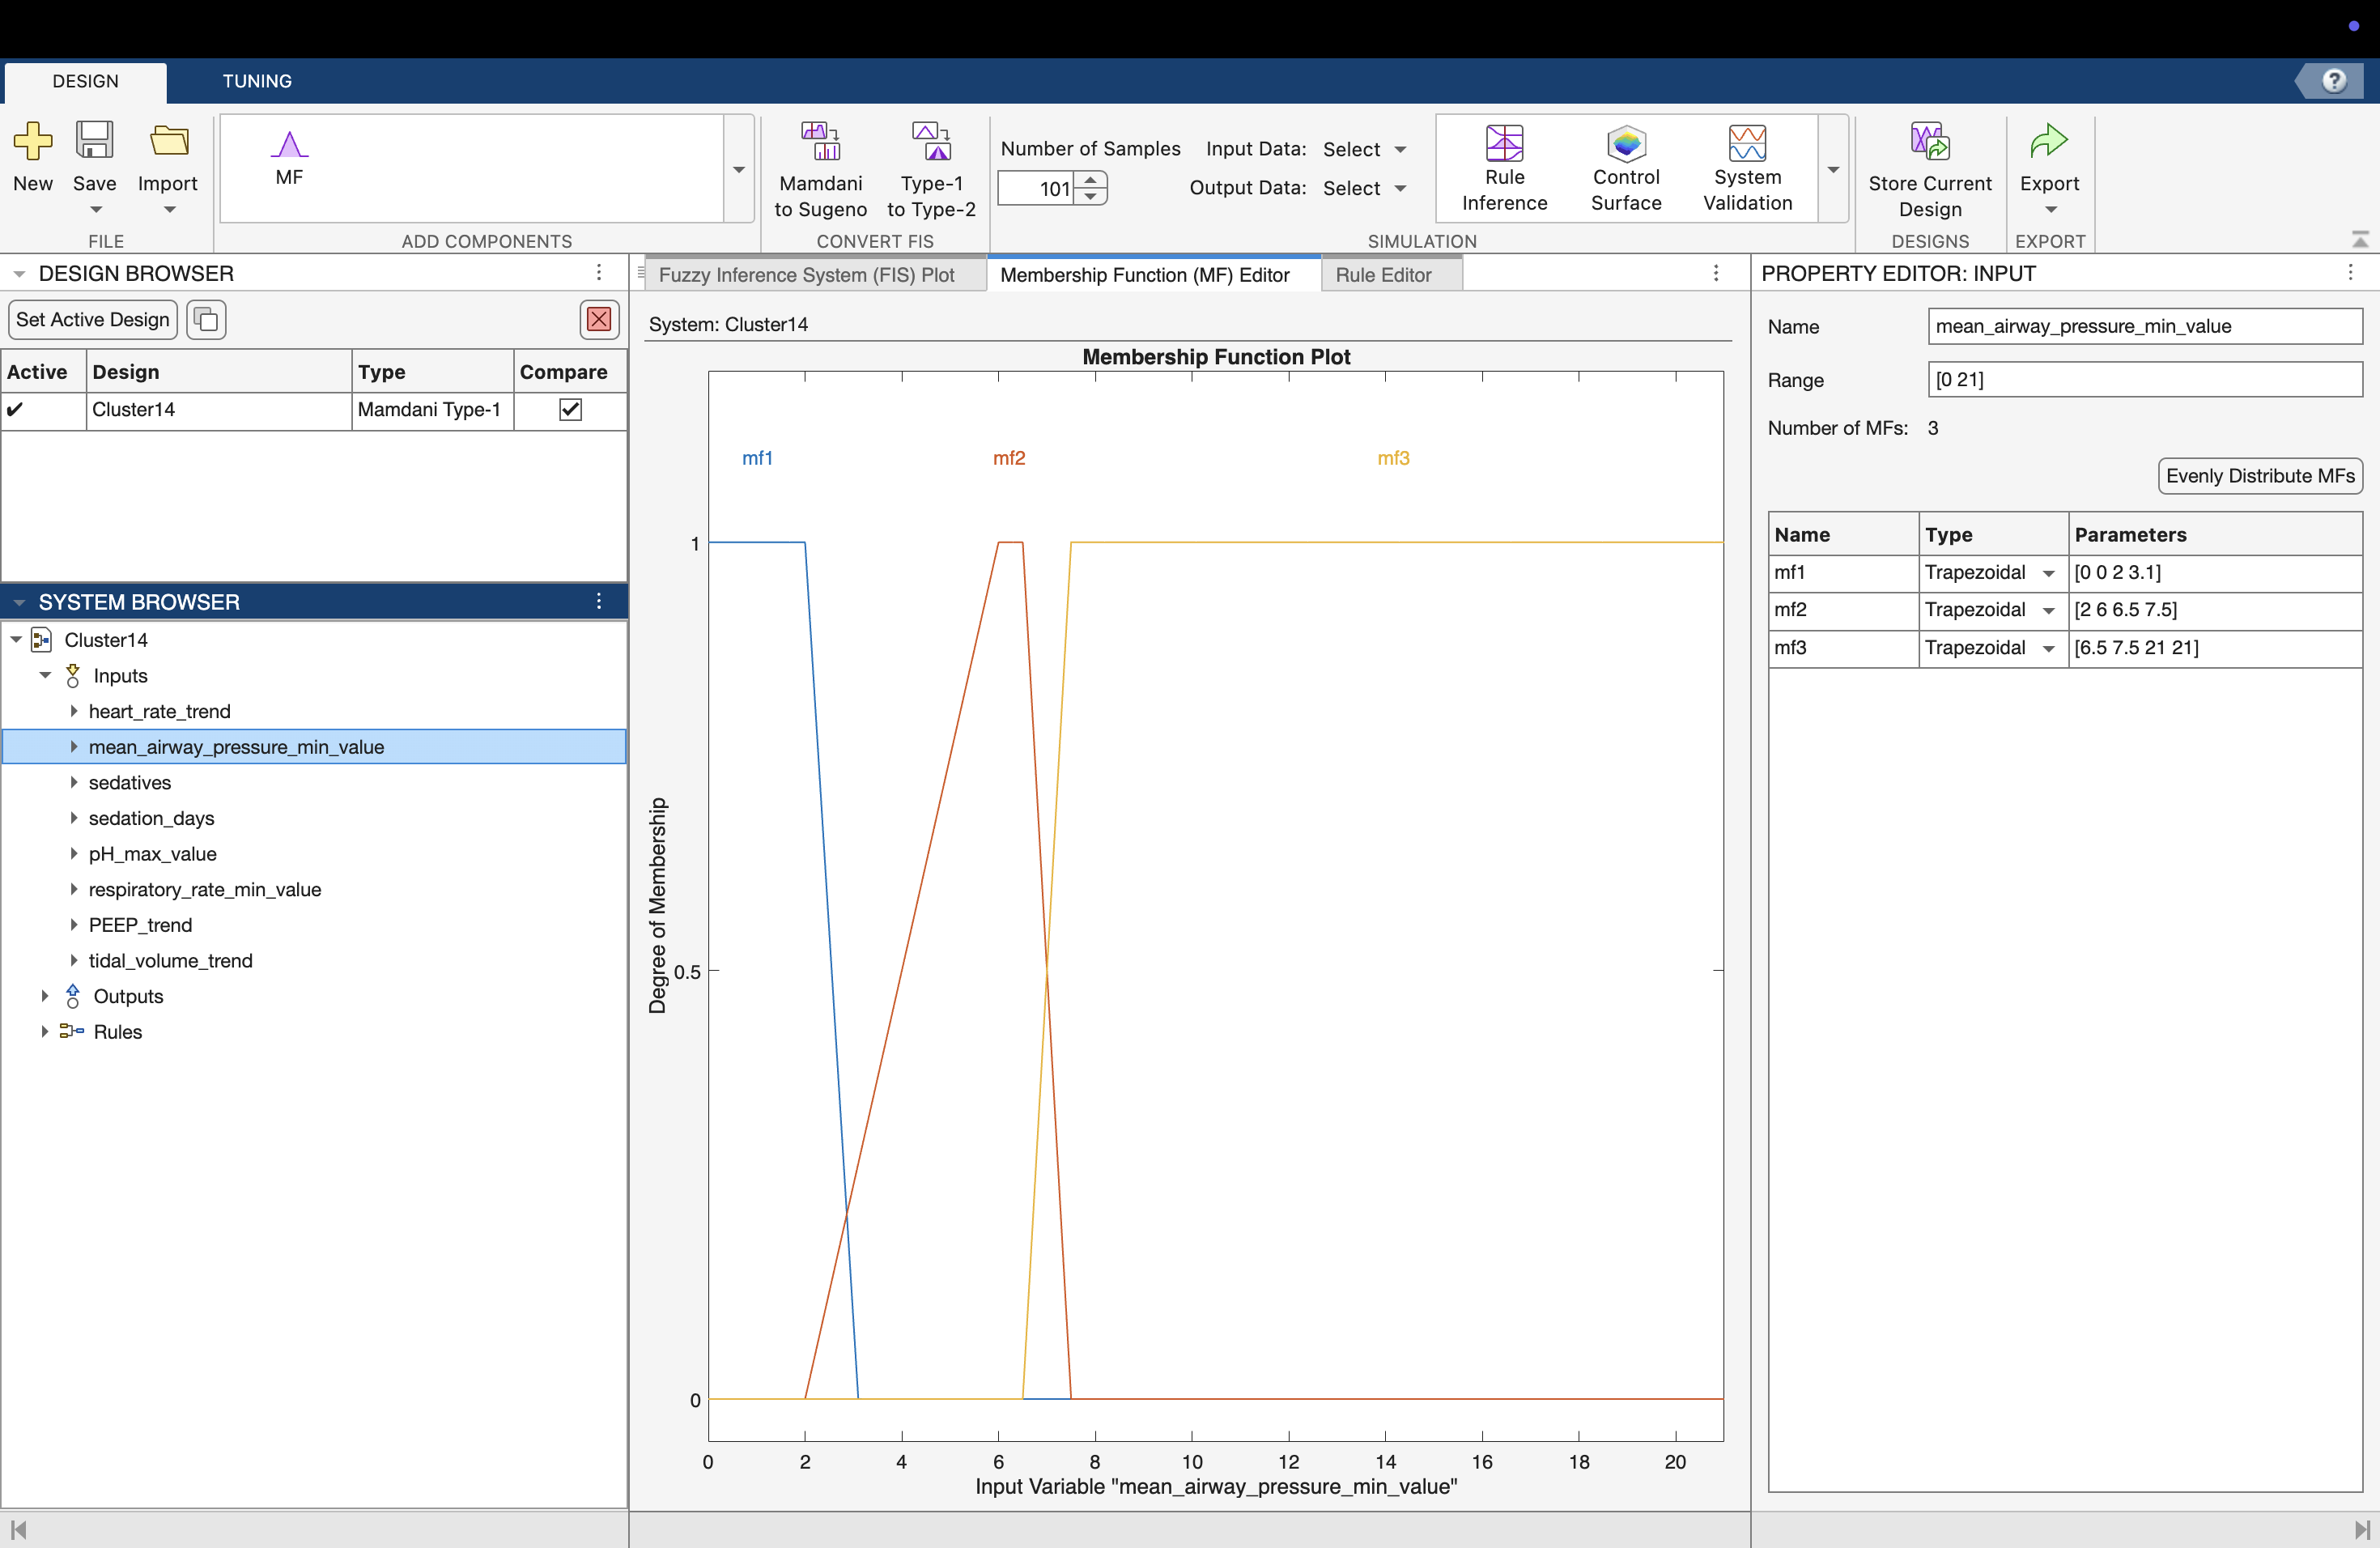 DESIGN
TUNING
New
Save
Import
FILE
MF
ADD COMPONENTS
Mamdani
to Sugeno
Type-1
to Type-2
CONVERT FIS
Number of Samples
101
Input Data: Select
Output Data: Select
Rule
Inference
Control
Surface
System
Validation
SIMULATION
Store Current
Design
DESIGNS
Export
EXPORT
DESIGN BROWSER
Set Active Design
Active Design Type Compare
Cluster14 Mamdani Type-1
SYSTEM BROWSER
Cluster14
Inputs
heart_rate_trend
mean_airway_pressure_min_value
sedatives
sedation_days
pH_max_value
respiratory_rate_min_value
PEEP_trend
tidal_volume_trend
Outputs
Rules
Fuzzy Inference System (FIS) Plot
Membership Function (MF) Editor
Rule Editor
System: Cluster14
Membership Function Plot
mf1 mf2 mf3
1
0.5
0
Degree of Membership
0 2 4 6 8 10 12 14 16 18 20
Input Variable "mean_airway_pressure_min_value"
PROPERTY EDITOR: INPUT
Name mean_airway_pressure_min_value
Range [0 21]
Number of MFs: 3
Evenly Distribute MFs
Name Type Parameters
mf1 Trapezoidal [0 0 2 3.1]
mf2 Trapezoidal [2 6 6.5 7.5]
mf3 Trapezoidal [6.5 7.5 21 21]